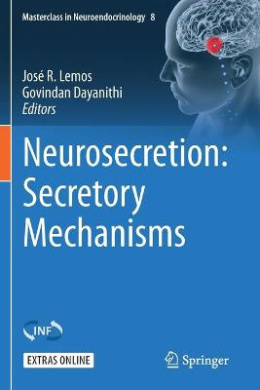 Masterclass in Neuroendocrinology 8
José R. Lemos
Govindan Dayanithi
Editors
Neurosecretion:
Secretory
Mechanisms
INF
EXTRAS ONLINE
Springer